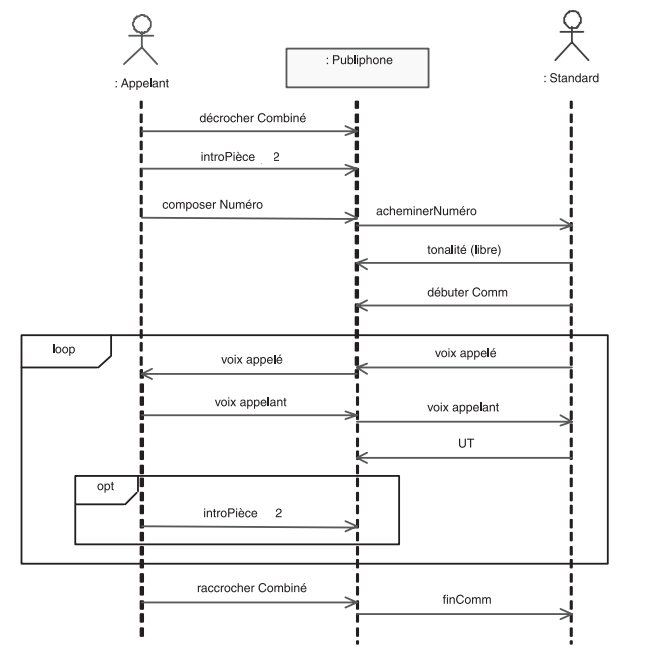 : Appelant
: Publiphone
: Standard
décrocher Combiné
introPièce 2
composer Numéro
acheminerNuméro
tonalité (libre)
débuter Comm
loop
voix appelé
voix appelé
voix appelant
voix appelant
UT
opt
introPièce 2
raccrocher Combiné
finComm